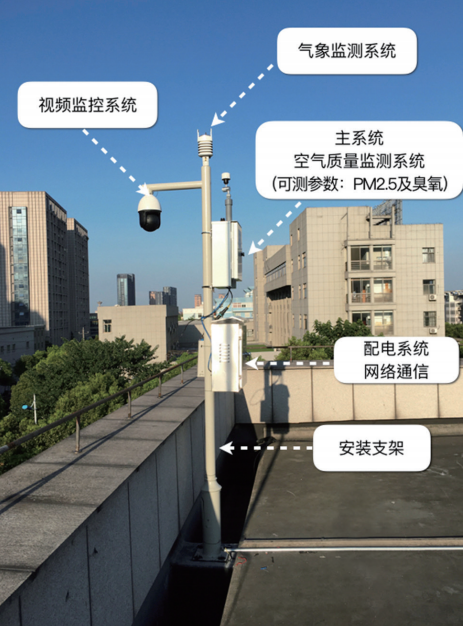 气象监测系统
视频监控系统
主系统
空气质量监测系统
(可测参数：PM2.5及臭氧)
配电系统
网络通信
安装支架